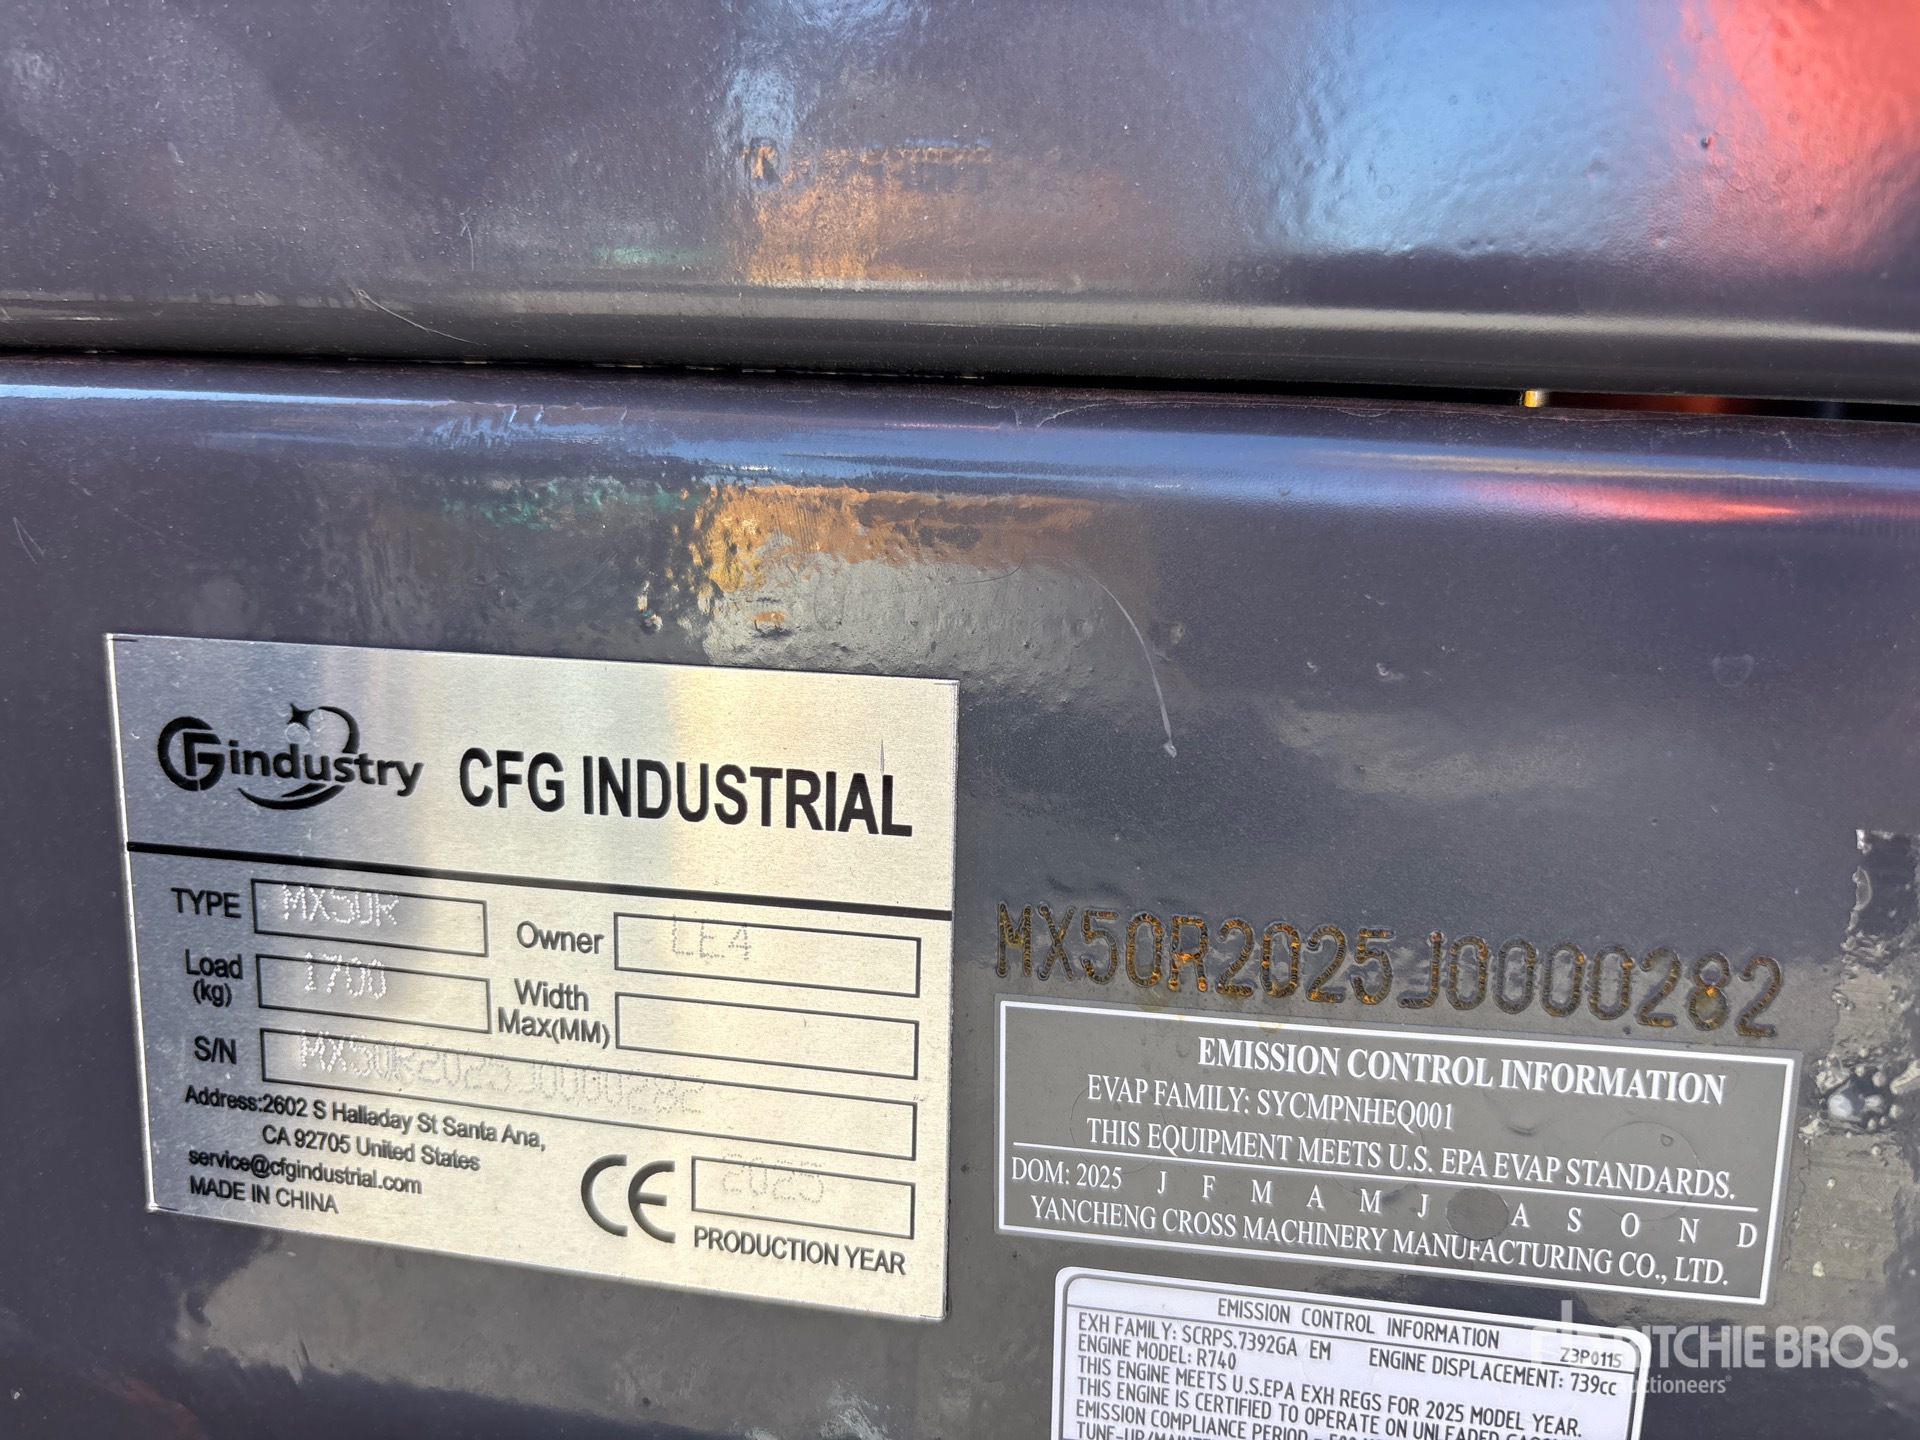 CFG industry CFG INDUSTRIAL
TYPE MX50R
Owner LE4
Load (kg) 1700
Width Max(MM)
S/N MX50R2025J0000282
Address:2602 S Halladay St Santa Ana,
CA 92705 United States
service@cfgindustrial.com
MADE IN CHINA
CE 2025
PRODUCTION YEAR
MX50R2025J0000282
EMISSION CONTROL INFORMATION
EVAP FAMILY: SYCMPNHEQ001
THIS EQUIPMENT MEETS U.S. EPA EVAP STANDARDS.
DOM: 2025 J F M A M J A S O N D
YANCHENG CROSS MACHINERY MANUFACTURING CO., LTD.
EMISSION CONTROL INFORMATION
Z3P0115
EXH FAMILY: SCRPS.7392GA EM ENGINE DISPLACEMENT: 739cc
ENGINE MODEL: R740
THIS ENGINE MEETS U.S.EPA EXH REGS FOR 2025 MODEL YEAR.
THIS ENGINE IS CERTIFIED TO OPERATE ON UNLEADED
EMISSION COMPLIANCE PERIOD
RITCHIE BROS.
Auctioneers